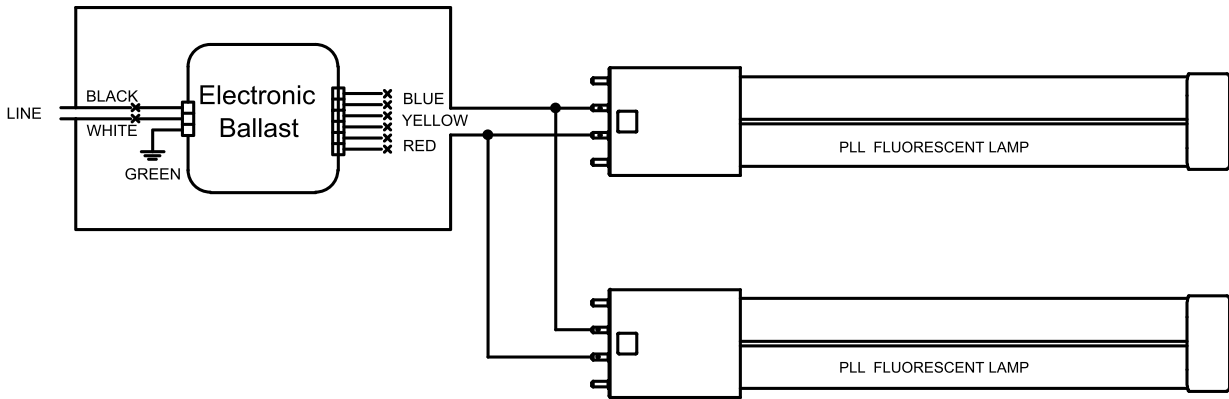 LINE
BLACK
WHITE
GREEN
Electronic
Ballast
BLUE
YELLOW
RED
PLL FLUORESCENT LAMP
PLL FLUORESCENT LAMP